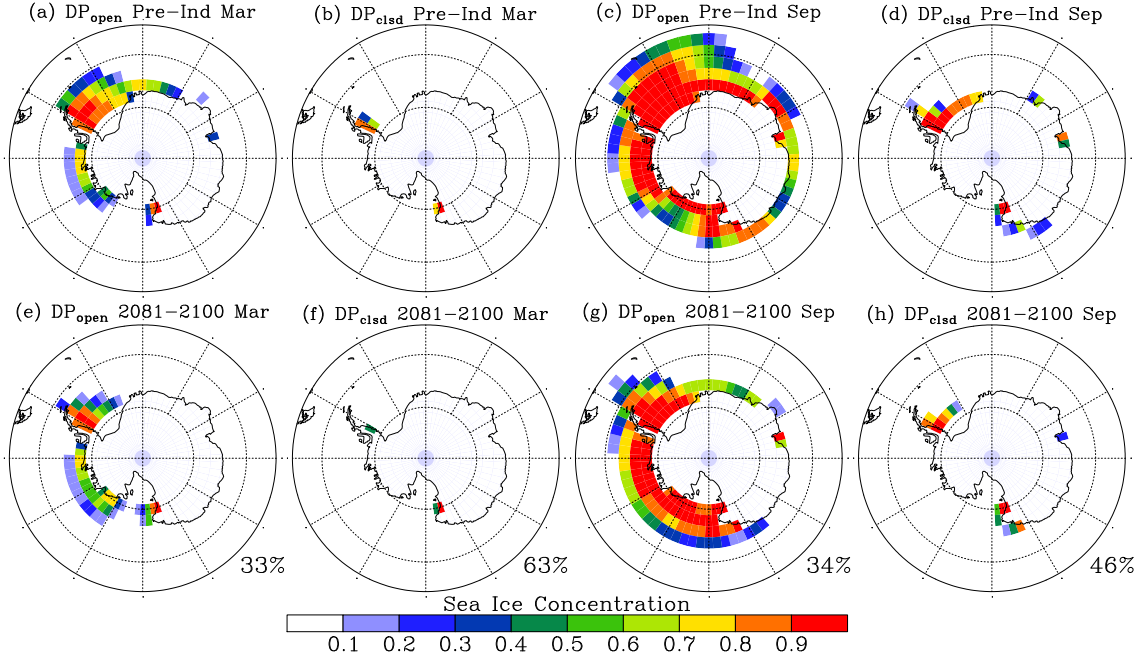 (a) DPopen Pre−Ind Mar
(b) DPclsd Pre−Ind Mar
(c) DPopen Pre−Ind Sep
(d) DPclsd Pre−Ind Sep
(e) DPopen 2081−2100 Mar
(f) DPclsd 2081−2100 Mar
(g) DPopen 2081−2100 Sep
(h) DPclsd 2081−2100 Sep
33%
63%
34%
46%
Sea Ice Concentration
0.1 0.2 0.3 0.4 0.5 0.6 0.7 0.8 0.9